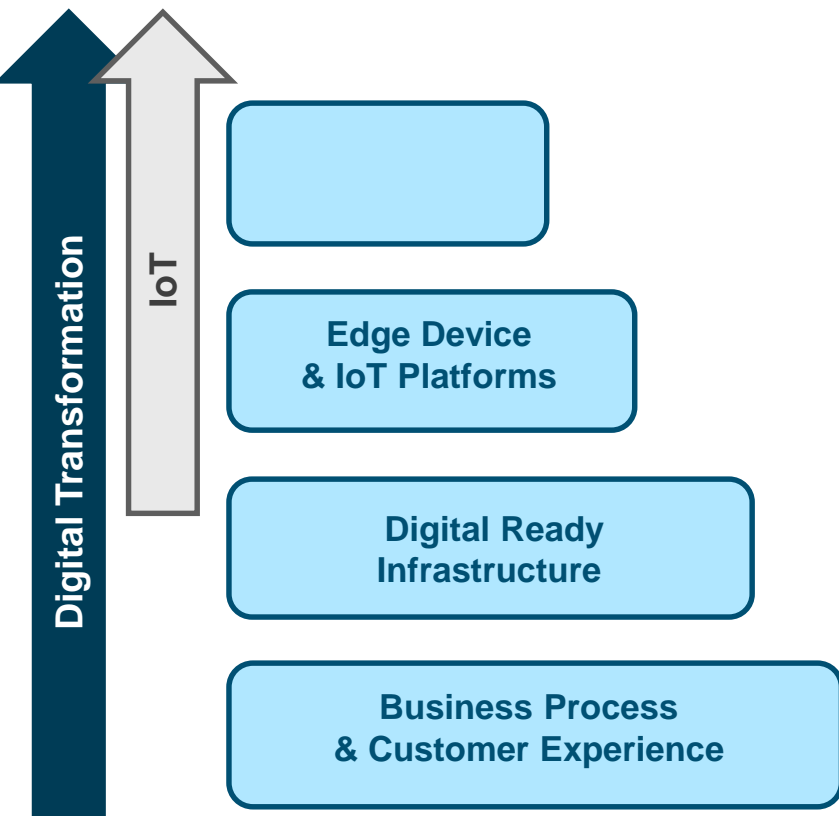 Digital Transformation
IoT
Edge Device
& IoT Platforms
Digital Ready
Infrastructure
Business Process
& Customer Experience